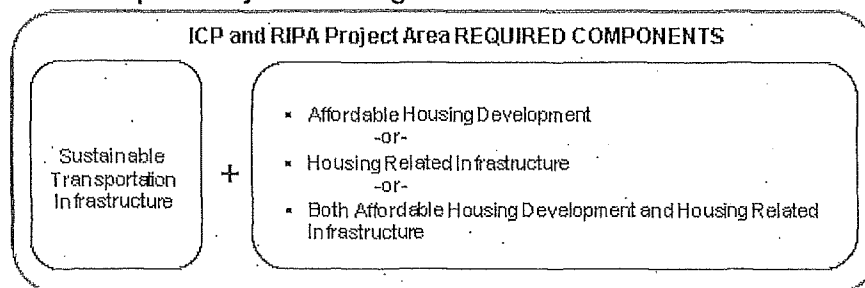 ICP and RIPA Project Area REQUIRED COMPONENTS
Sustainable
Transportation
Infrastructure
+
▪ Affordable Housing Development
-or-
▪ Housing Related Infrastructure
-or-
▪ Both Affordable Housing Development and Housing Related
Infrastructure